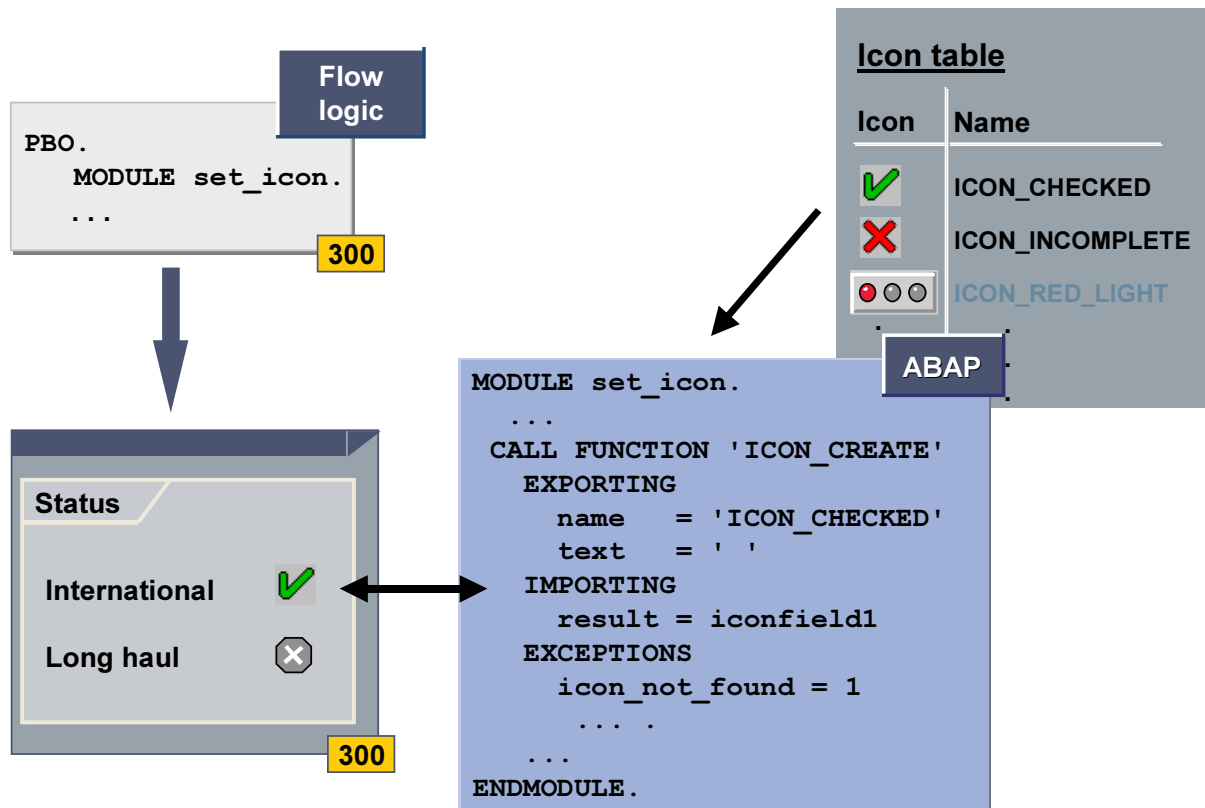 Flow
logic
PBO.
MODULE set_icon.
...
300
Icon table
Icon Name
ICON_CHECKED
ICON_INCOMPLETE
ICON_RED_LIGHT
ABAP
Status
International
Long haul
300
MODULE set_icon.
...
CALL FUNCTION 'ICON_CREATE'
EXPORTING
name = 'ICON_CHECKED'
text = ' '
IMPORTING
result = iconfield1
EXCEPTIONS
icon_not_found = 1
... .
...
ENDMODULE.